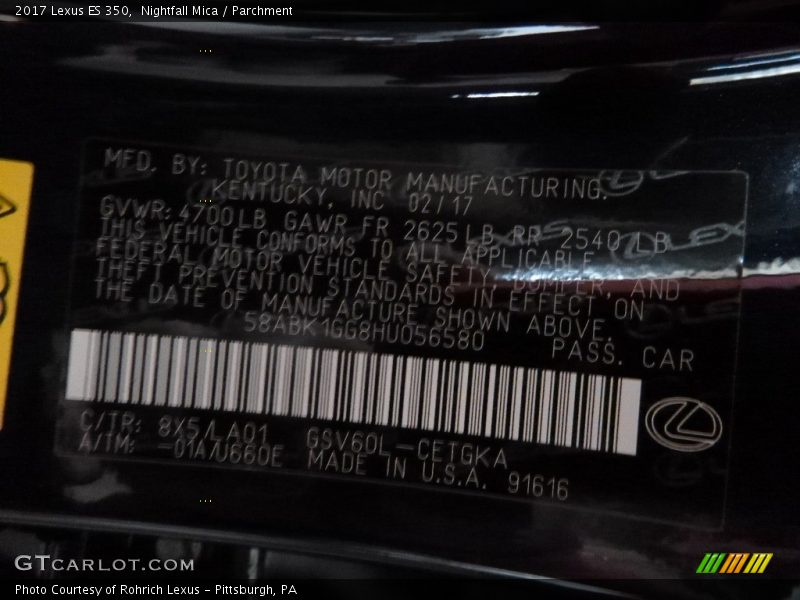 2017 Lexus ES 350, Nightfall Mica / Parchment
MFD. BY: TOYOTA MOTOR MANUFACTURING.
KENTUCKY, INC 02/17
GVWR:4700LB GAWR FR 2625LB RR 2540LB
THIS VEHICLE CONFORMS TO ALL APPLICABLE
FEDERAL MOTOR VEHICLE SAFETY, BUMPER, AND
THEFT PREVENTION STANDARDS IN EFFECT ON
THE DATE OF MANUFACTURE SHOWN ABOVE.
58ABK1GG8HU056580 PASS. CAR
C/TR: 8X5/LA01 GSV60L-CETGKA
A/TM: -01A/U660E MADE IN U.S.A. 91616
GTCARLOT.COM
Photo Courtesy of Rohrich Lexus - Pittsburgh, PA